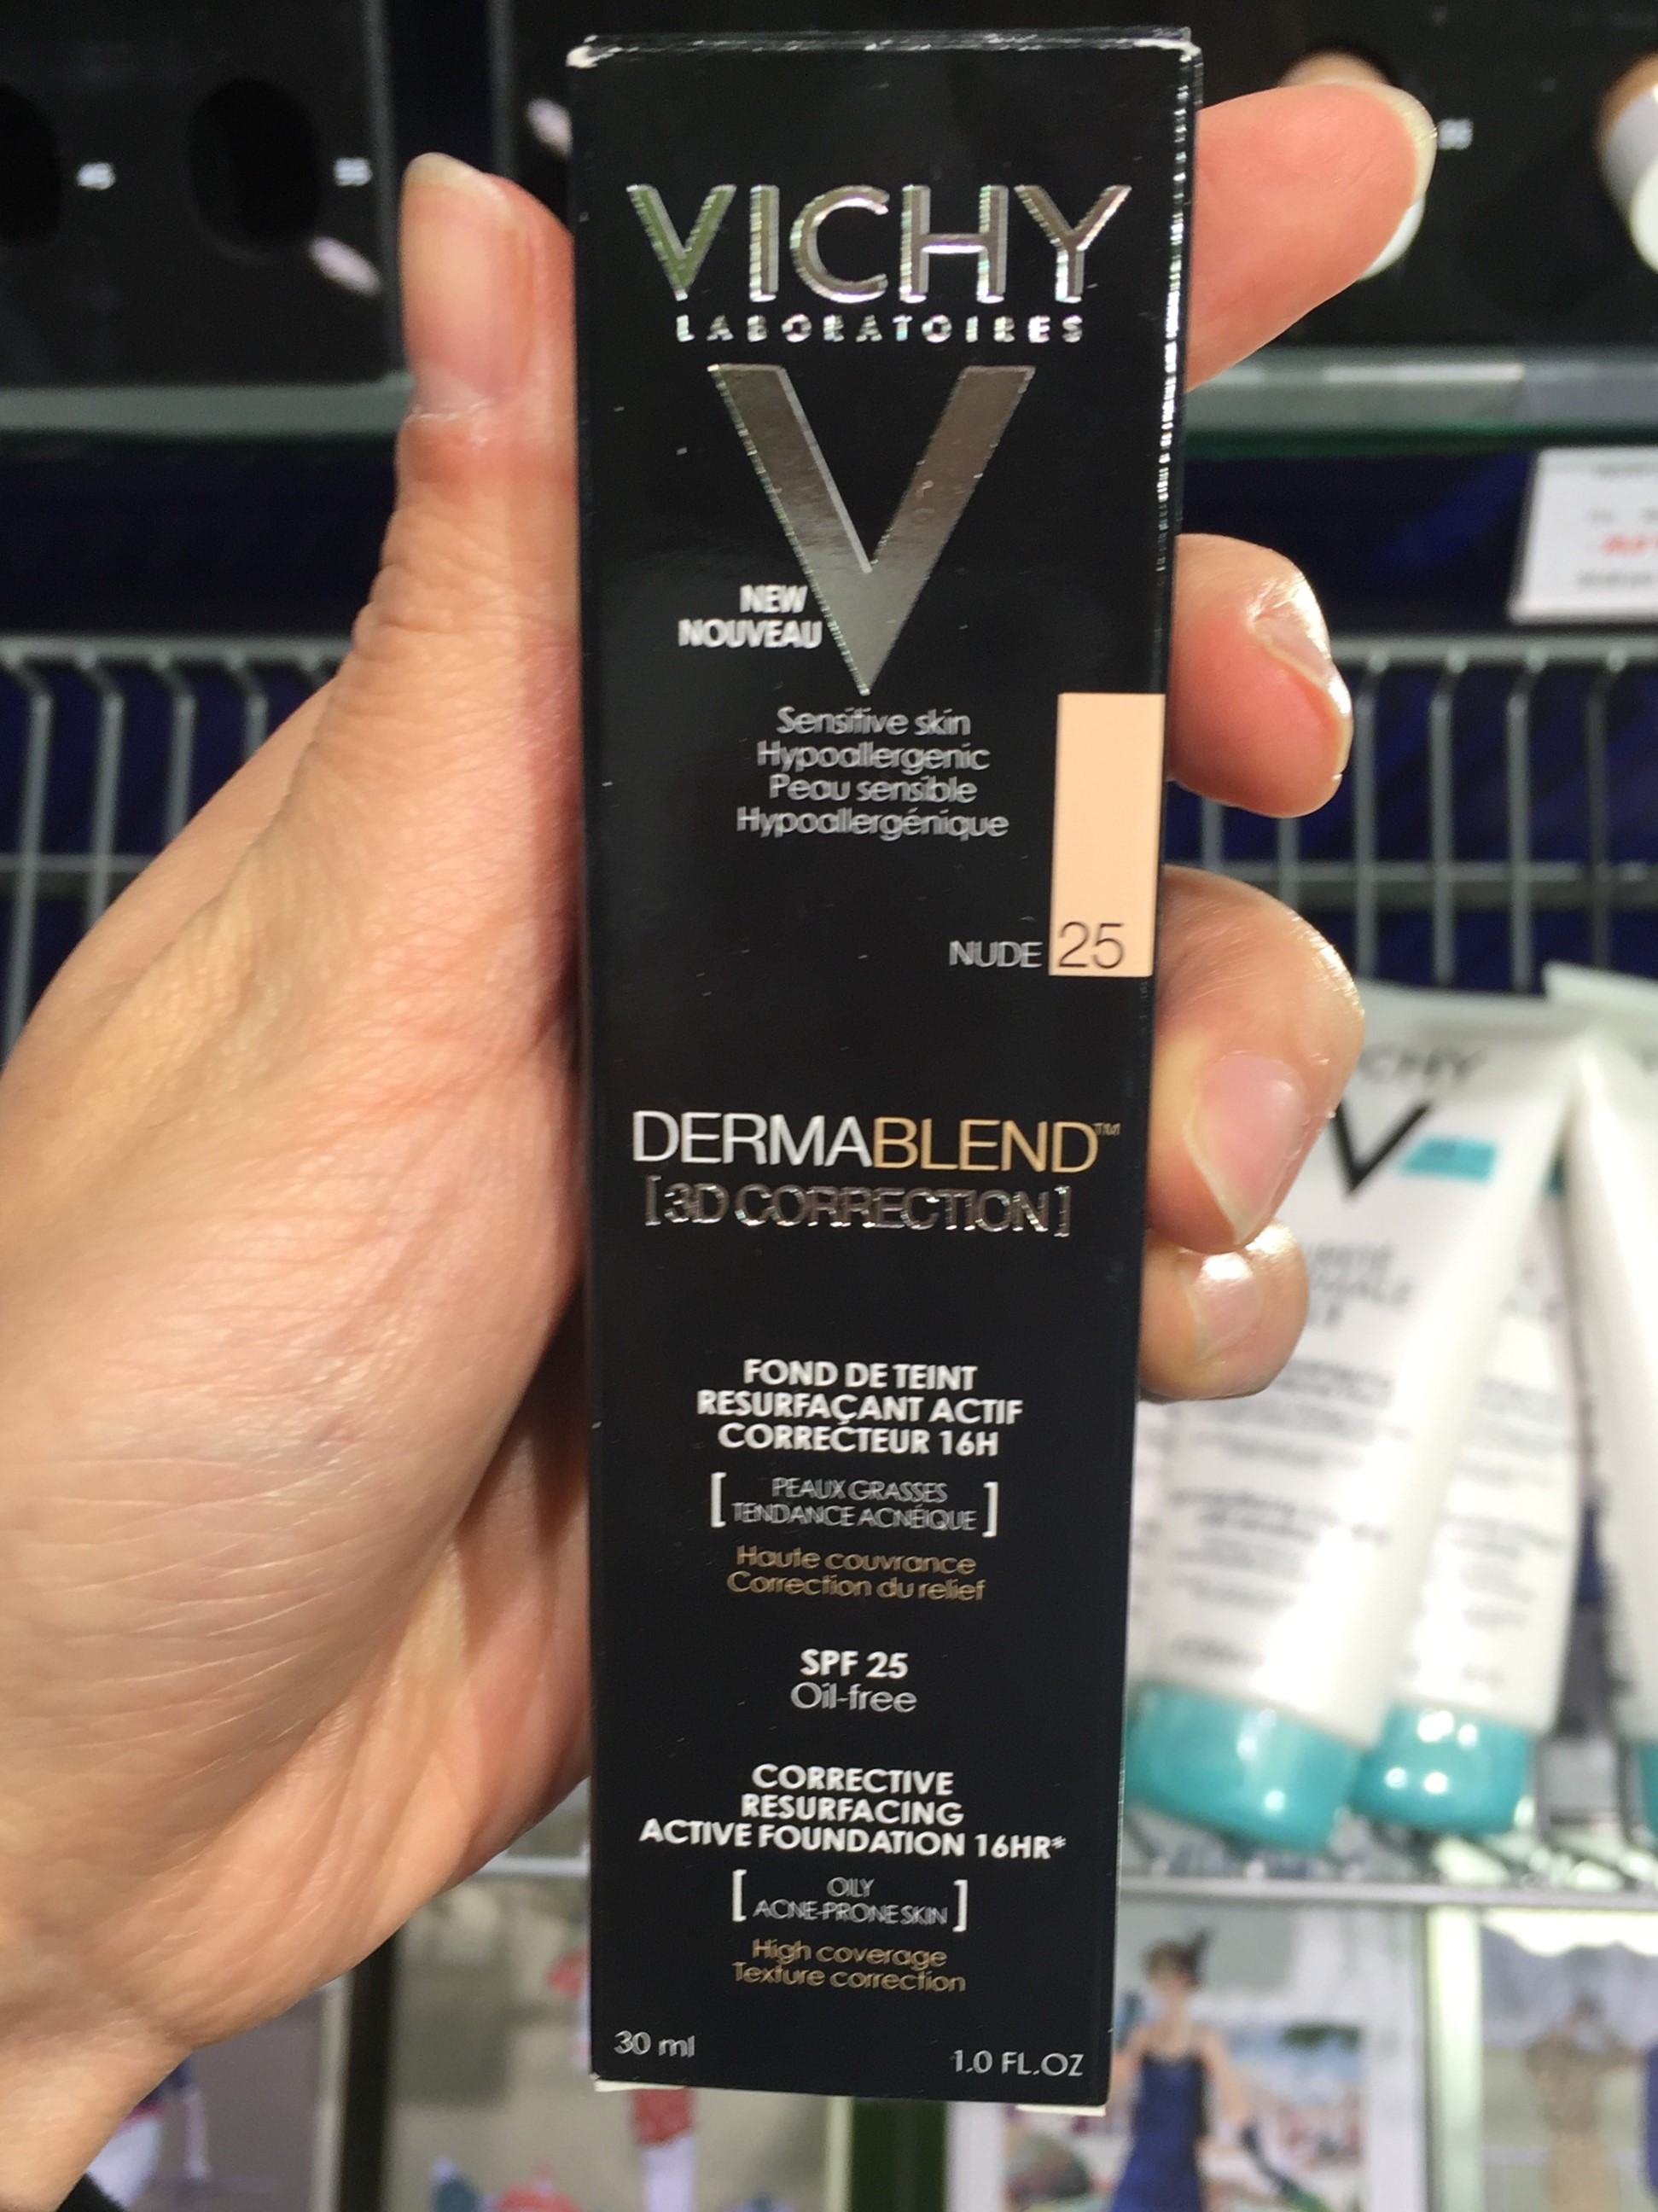 VICHY
LABORATOIRES
V
NEW
NOUVEAU
Sensitive skin
Hypoallergenic
Peau sensible
Hypoallergénique
NUDE 25
DERMABLEND™
[3D CORRECTION]
FOND DE TEINT
RESURFAÇANT ACTIF
CORRECTEUR 16H
[PEAUX GRASSES
TENDANCE ACNÉIQUE]
Haute couvrance
Correction du relief
SPF 25
Oil-free
CORRECTIVE
RESURFACING
ACTIVE FOUNDATION 16HR*
[OILY
ACNE-PRONE SKIN]
High coverage
Texture correction
30 ml
1.0 FL.OZ
45
55